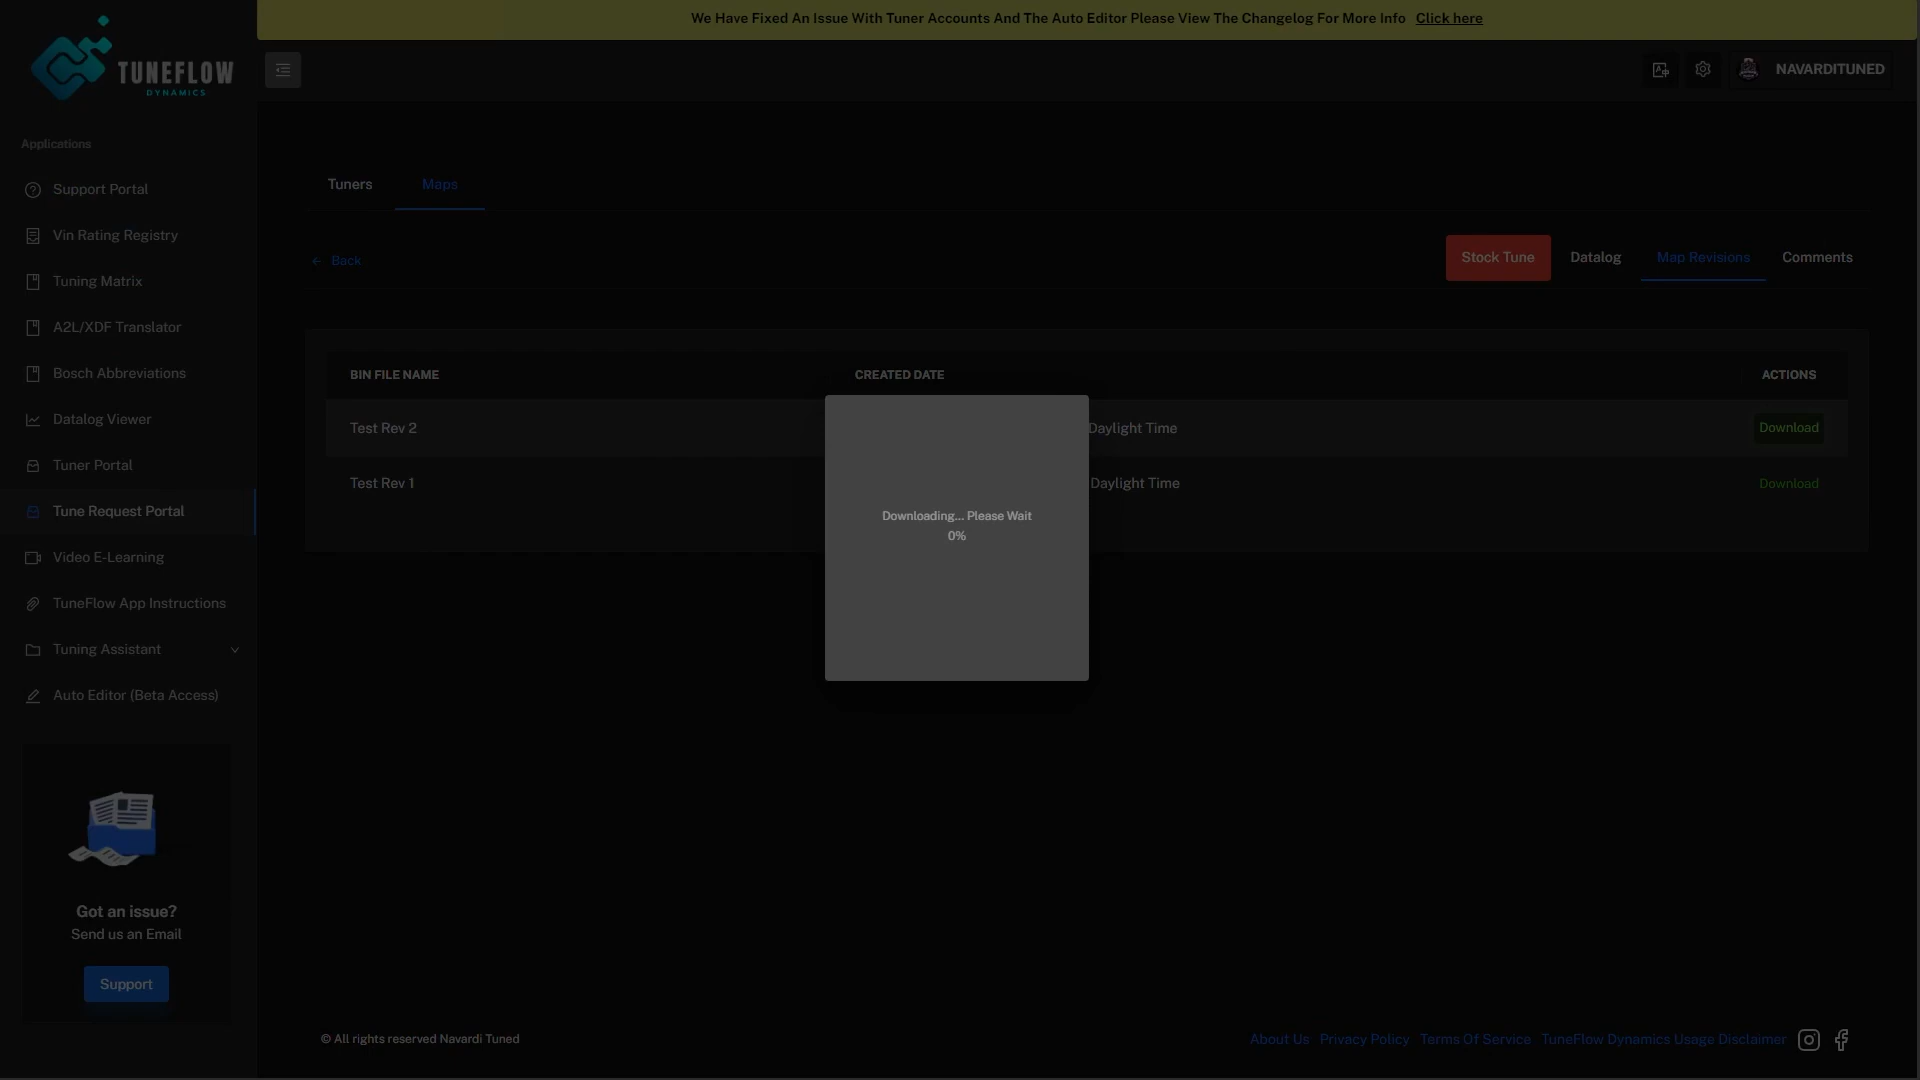 We Have Fixed An Issue With Tuner Accounts And The Auto Editor Please View The Changelog For More Info Click here
TUNEFLOW
DYNAMICS
NAVARDITUNED
Applications
Support Portal
Vin Rating Registry
Tuning Matrix
A2L/XDF Translator
Bosch Abbreviations
Datalog Viewer
Tuner Portal
Tune Request Portal
Video E-Learning
TuneFlow App Instructions
Tuning Assistant
Auto Editor (Beta Access)
Got an issue?
Send us an Email
Support
Tuners Maps
Back
Stock Tune Datalog Map Revisions Comments
BIN FILE NAME CREATED DATE ACTIONS
Test Rev 2 Daylight Time Download
Test Rev 1 Daylight Time Download
Downloading... Please Wait
0%
© All rights reserved Navardi Tuned
About Us Privacy Policy Terms Of Service TuneFlow Dynamics Usage Disclaimer